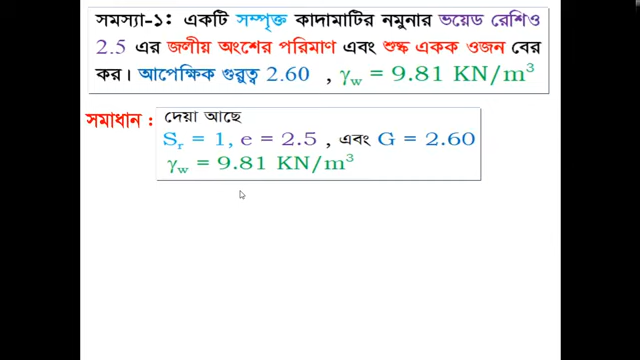 সমস্যা-১: একটি সম্পৃক্ত কাদামাটির নমুনার ভয়েড রেশিও
2.5 এর জলীয় অংশের পরিমাণ এবং শুষ্ক একক ওজন বের
কর। আপেক্ষিক গুরুত্ব 2.60 , γw = 9.81 KN/m³
সমাধান : দেয়া আছে
Sr = 1, e = 2.5 , এবং G = 2.60
γw = 9.81 KN/m³